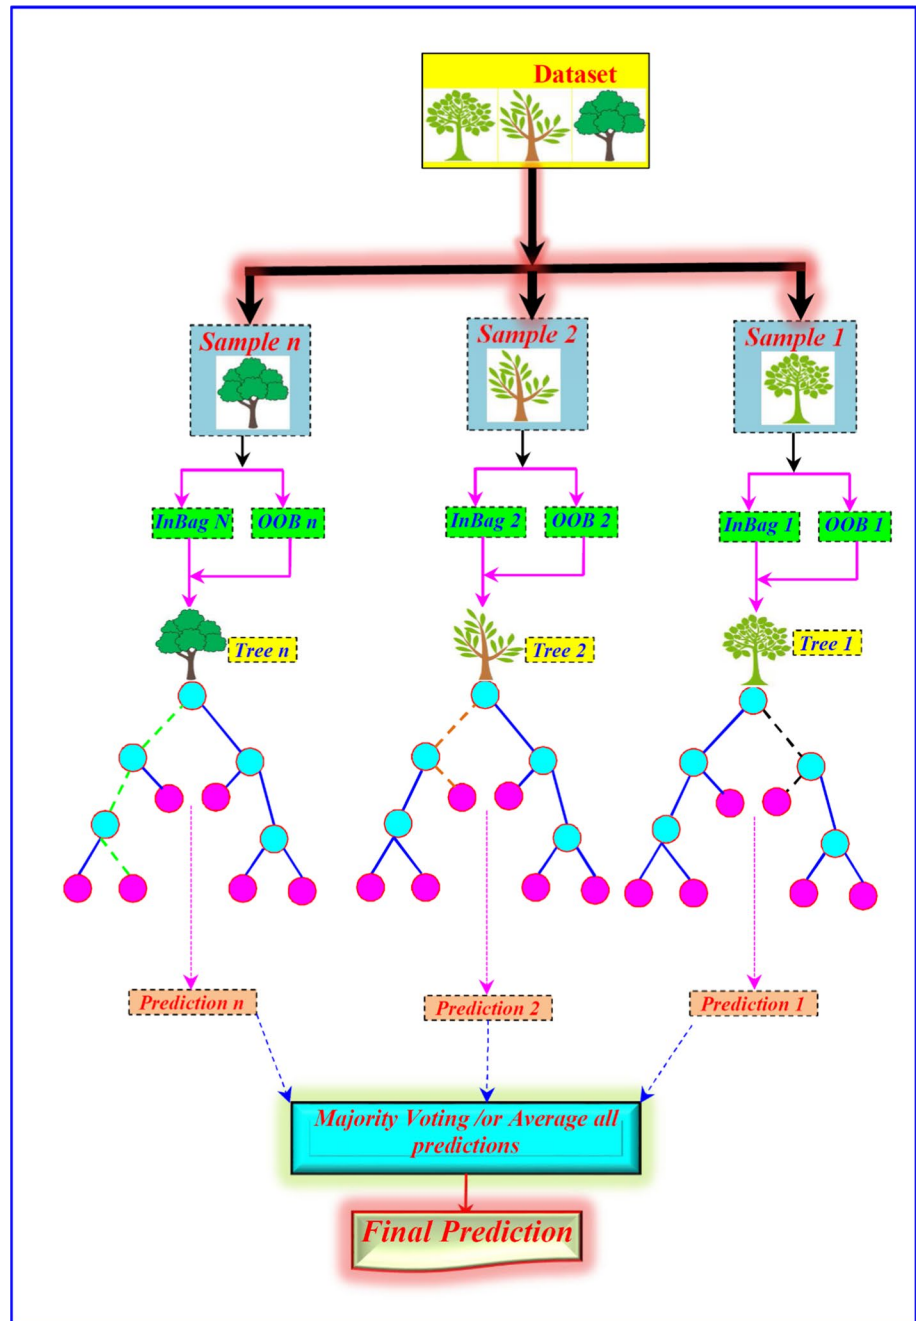 Dataset
Sample n
Sample 2
Sample 1
InBag N
OOB n
InBag 2
OOB 2
InBag 1
OOB 1
Tree n
Tree 2
Tree 1
Prediction n
Prediction 2
Prediction 1
Majority Voting /or Average all
predictions
Final Prediction